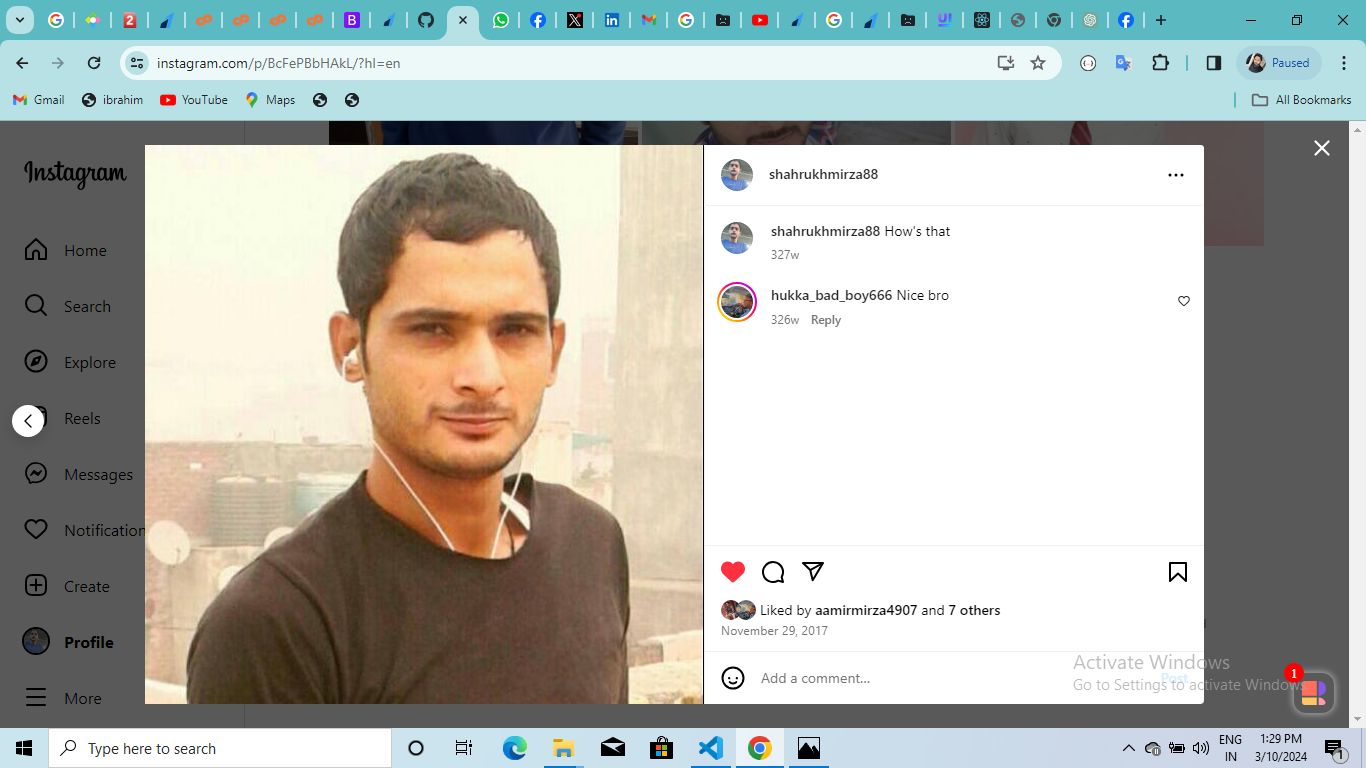 instagram.com/p/BcFePBbHAkL/?hl=en
Paused
Gmail
ibrahim
YouTube
Maps
All Bookmarks
Instagram
Home
Search
Explore
Reels
Messages
Notification
Create
Profile
More
shahrukhmirza88
shahrukhmirza88 How's that
327w
hukka_bad_boy666 Nice bro
326w Reply
Liked by aamirmirza4907 and 7 others
November 29, 2017
Add a comment...
Post
Activate Windows
Go to Settings to activate Windows.
1
Type here to search
ENG
IN
1:29 PM
3/10/2024
1